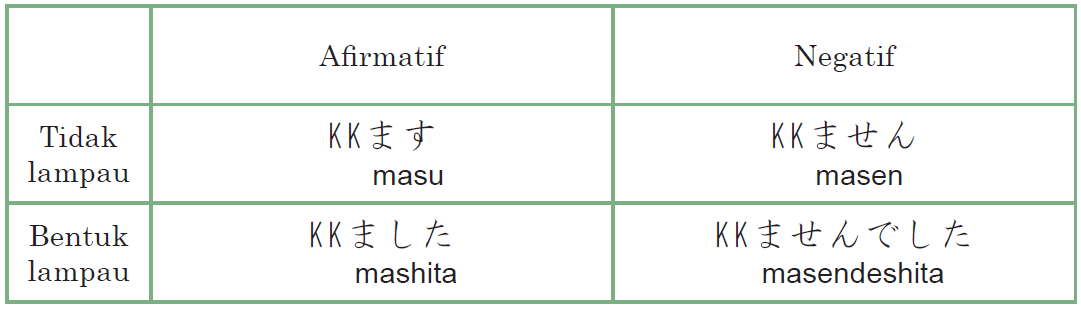 Afirmatif
Negatif
Tidak
lampau
KKます
masu
KKません
masen
Bentuk
lampau
KKました
mashita
KKませんでした
masendeshita